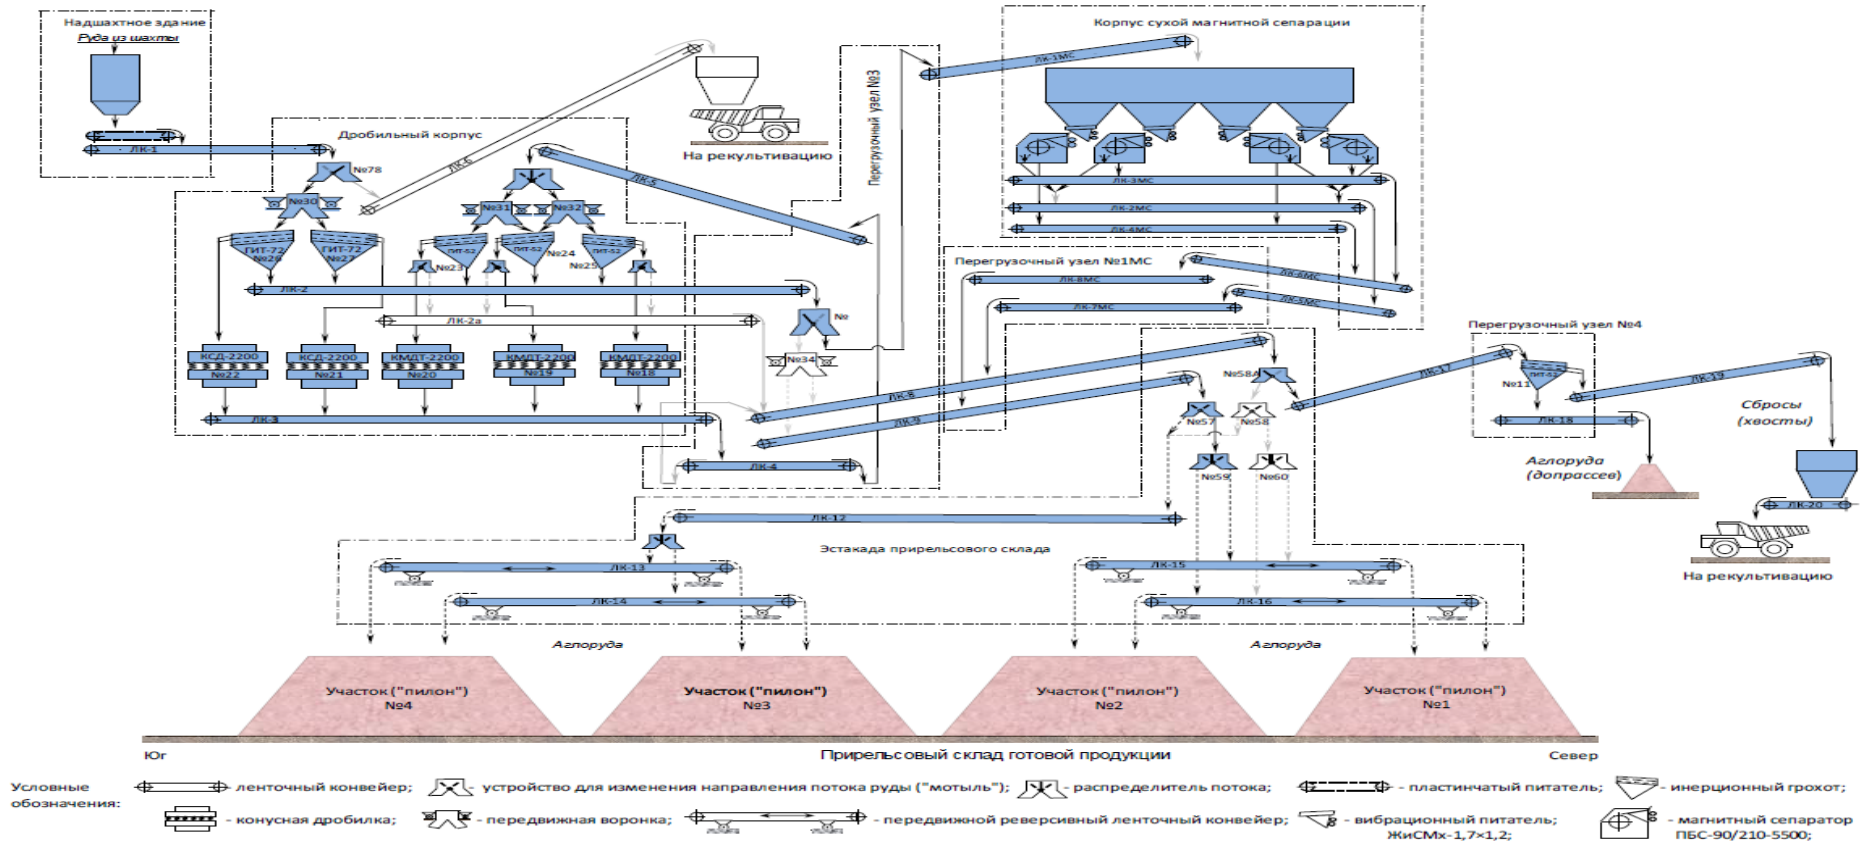 Надшахтное здание
Руда из шахты
ЛК-1
Дробильный корпус
№78
ЛК-6
На рекультивацию
Перегрузочный узел №3
Корпус сухой магнитной сепарации
ЛК-1МС
ЛК-3МС
ЛК-2МС
ЛК-4МС
№30
№31
№32
ЛК-5
ГИТ-72
№26
ГИТ-72
№27
№23
№24
№25
ЛК-2
ЛК-2а
№
№34
Перегрузочный узел №1МС
ЛК-8МС
ЛК-7МС
ЛК-6МС
ЛК-5МС
КСД-2200
№22
КСД-2200
№21
КМДТ-2200
№20
КМДТ-2200
№19
КМДТ-2200
№18
ЛК-3
ЛК-4
ЛК-8
ЛК-9
№58А
№57
№58
№59
№60
Перегрузочный узел №4
ЛК-17
№11
ЛК-18
ЛК-19
Сбросы
(хвосты)
Аглоруда
(допрассев)
ЛК-20
На рекультивацию
ЛК-12
Эстакада прирельсового склада
ЛК-13
ЛК-14
ЛК-15
ЛК-16
Аглоруда
Аглоруда
Участок ("пилон")
№4
Участок ("пилон")
№3
Участок ("пилон")
№2
Участок ("пилон")
№1
Юг
Прирельсовый склад готовой продукции
Север
Условные
обозначения:
- ленточный конвейер;
- устройство для изменения направления потока руды ("мотыль");
- распределитель потока;
- пластинчатый питатель;
- инерционный грохот;
- конусная дробилка;
- передвижная воронка;
- передвижной реверсивный ленточный конвейер;
- вибрационный питатель;
ЖиСМх-1,7×1,2;
- магнитный сепаратор
ПБС-90/210-5500;